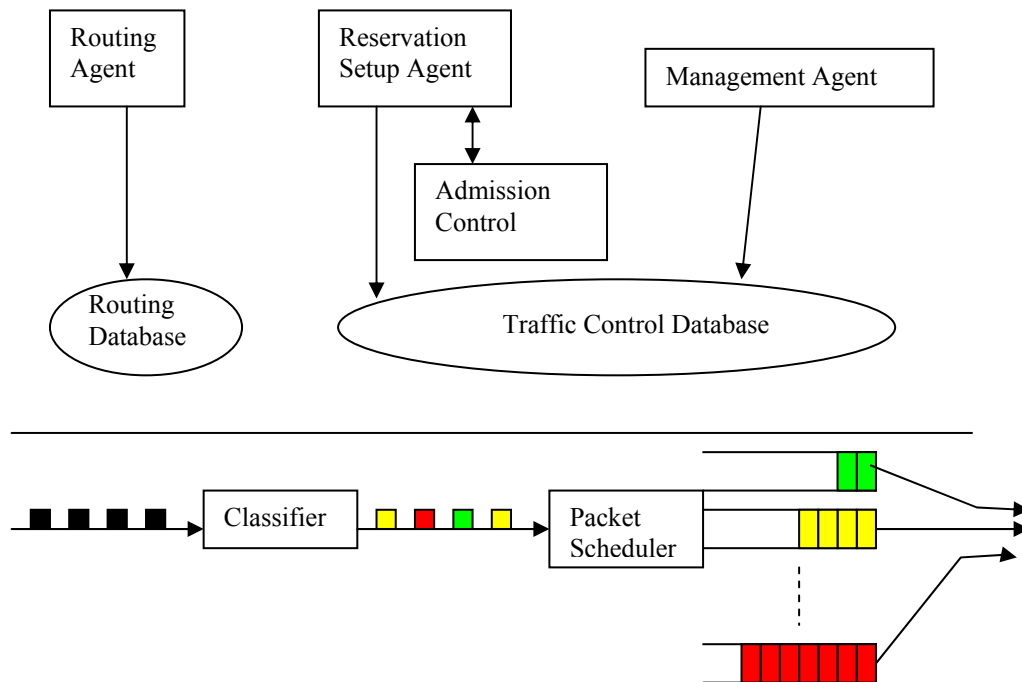 Routing
Agent
Reservation
Setup Agent
Management Agent
Admission
Control
Routing
Database
Traffic Control Database
Classifier
Packet
Scheduler